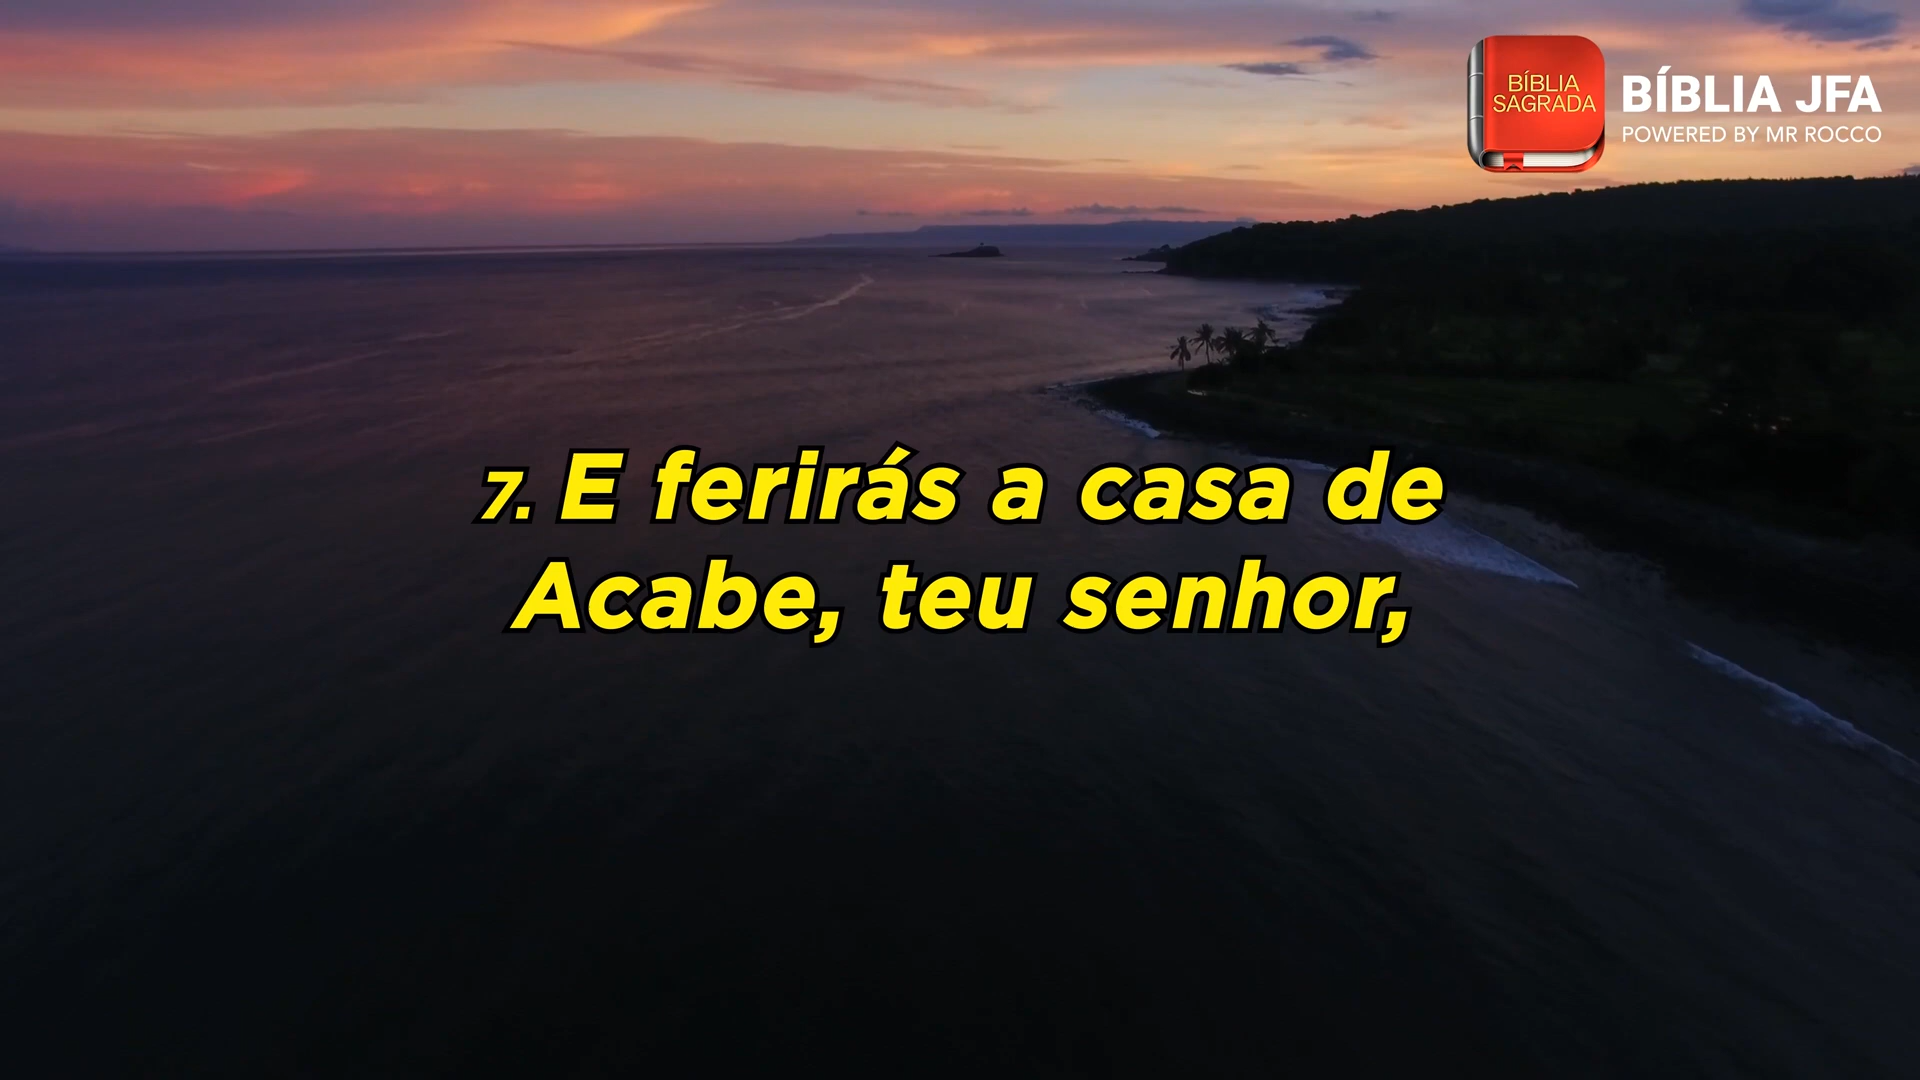 BÍBLIA
SAGRADA
BÍBLIA JFA
POWERED BY MR ROCCO
7. E ferirás a casa de
Acabe, teu senhor,